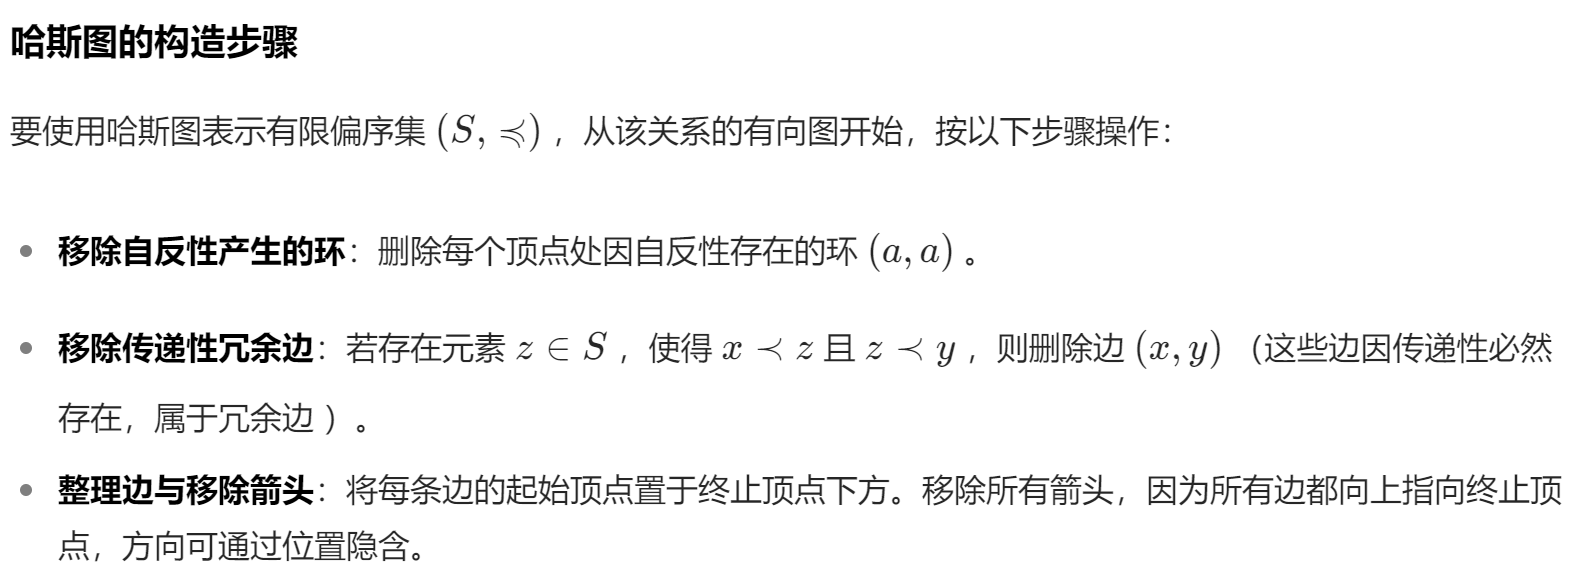 哈斯图的构造步骤
要使用哈斯图表示有限偏序集 (S, ≼) ，从该关系的有向图开始，按以下步骤操作：
• 移除自反性产生的环：删除每个顶点处因自反性存在的环 (a, a) 。
• 移除传递性冗余边：若存在元素 z ∈ S ，使得 x ≺ z 且 z ≺ y ，则删除边 (x, y) （这些边因传递性必然
存在，属于冗余边 ）。
• 整理边与移除箭头：将每条边的起始顶点置于终止顶点下方。移除所有箭头，因为所有边都向上指向终止顶
点，方向可通过位置隐含。